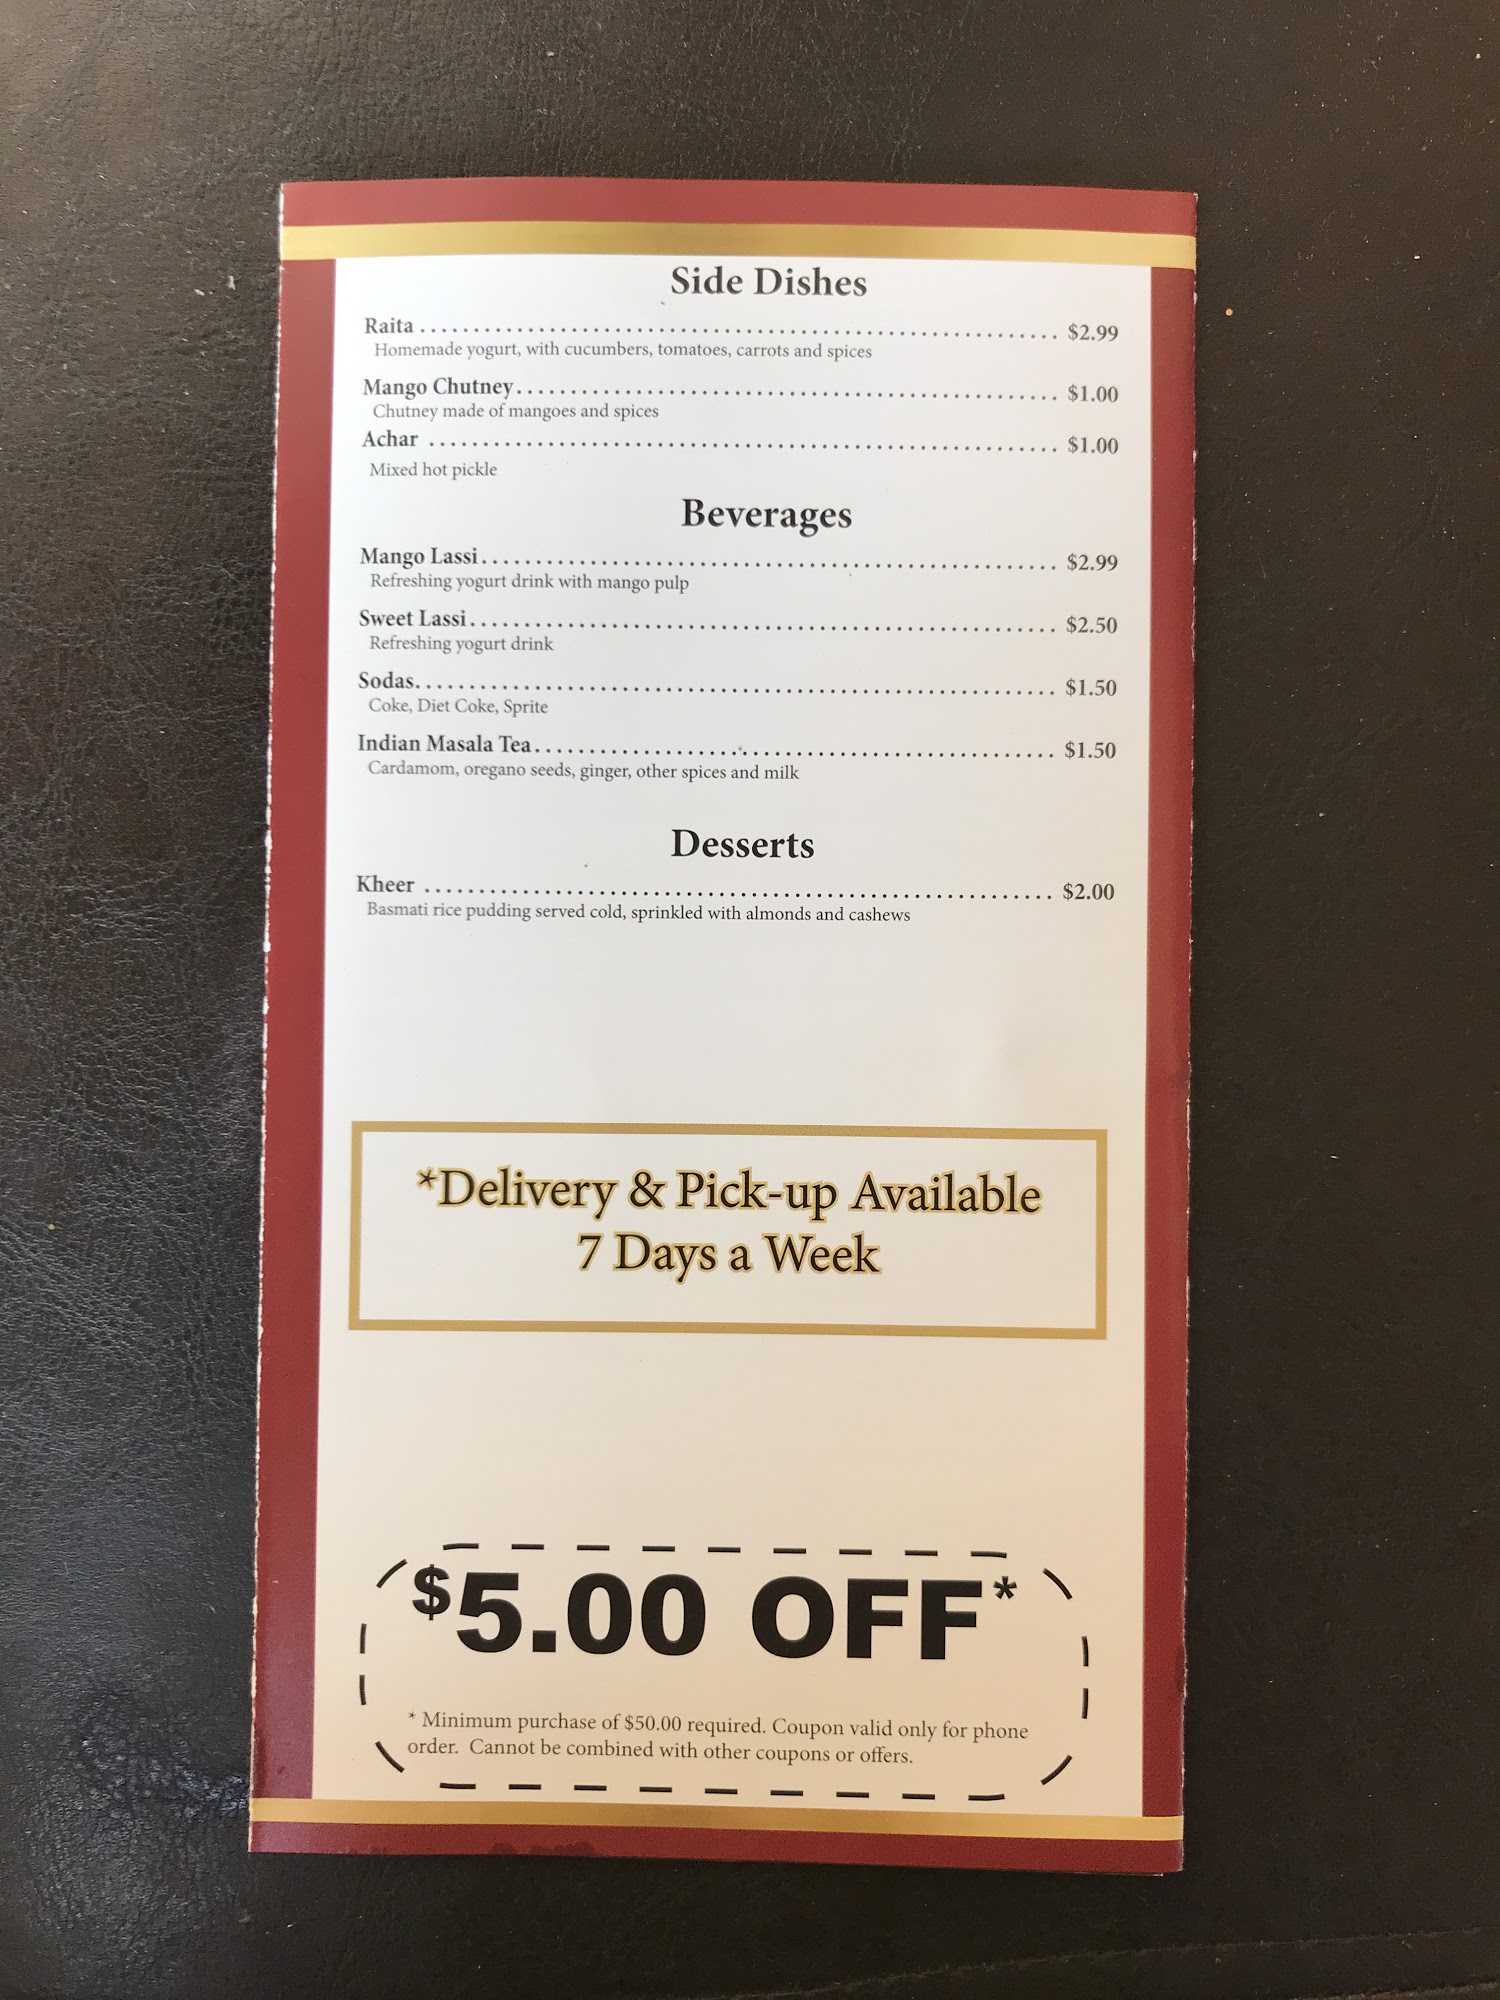 Side Dishes
Raita ........................................................... $2.99
Homemade yogurt, with cucumbers, tomatoes, carrots and spices
Mango Chutney.................................................. $1.00
Chutney made of mangoes and spices
Achar .......................................................... $1.00
Mixed hot pickle
Beverages
Mango Lassi..................................................... $2.99
Refreshing yogurt drink with mango pulp
Sweet Lassi...................................................... $2.50
Refreshing yogurt drink
Sodas........................................................... $1.50
Coke, Diet Coke, Sprite
Indian Masala Tea................................................ $1.50
Cardamom, oregano seeds, ginger, other spices and milk
Desserts
Kheer .......................................................... $2.00
Basmati rice pudding served cold, sprinkled with almonds and cashews
*Delivery & Pick-up Available
7 Days a Week
$5.00 OFF*
* Minimum purchase of $50.00 required. Coupon valid only for phone
order. Cannot be combined with other coupons or offers.